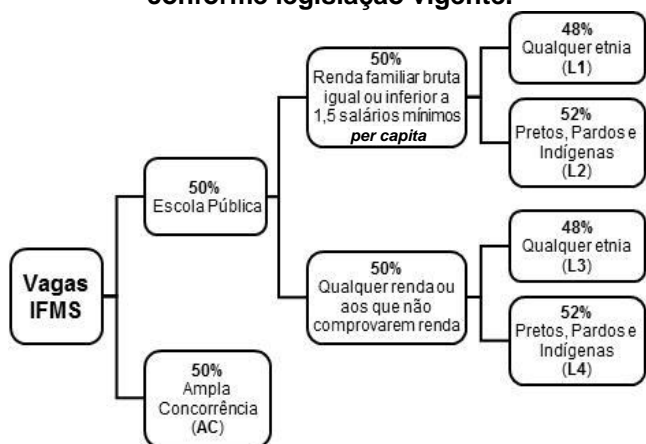 conforme legislação vigente.
50%
Renda familiar bruta
igual ou inferior a
1,5 salários mínimos
per capita
48%
Qualquer etnia
(L1)
52%
Pretos, Pardos e
Indígenas
(L2)
50%
Escola Pública
50%
Qualquer renda ou
aos que não
comprovarem renda
48%
Qualquer etnia
(L3)
52%
Pretos, Pardos e
Indígenas
(L4)
Vagas
IFMS
50%
Ampla
Concorrência
(AC)